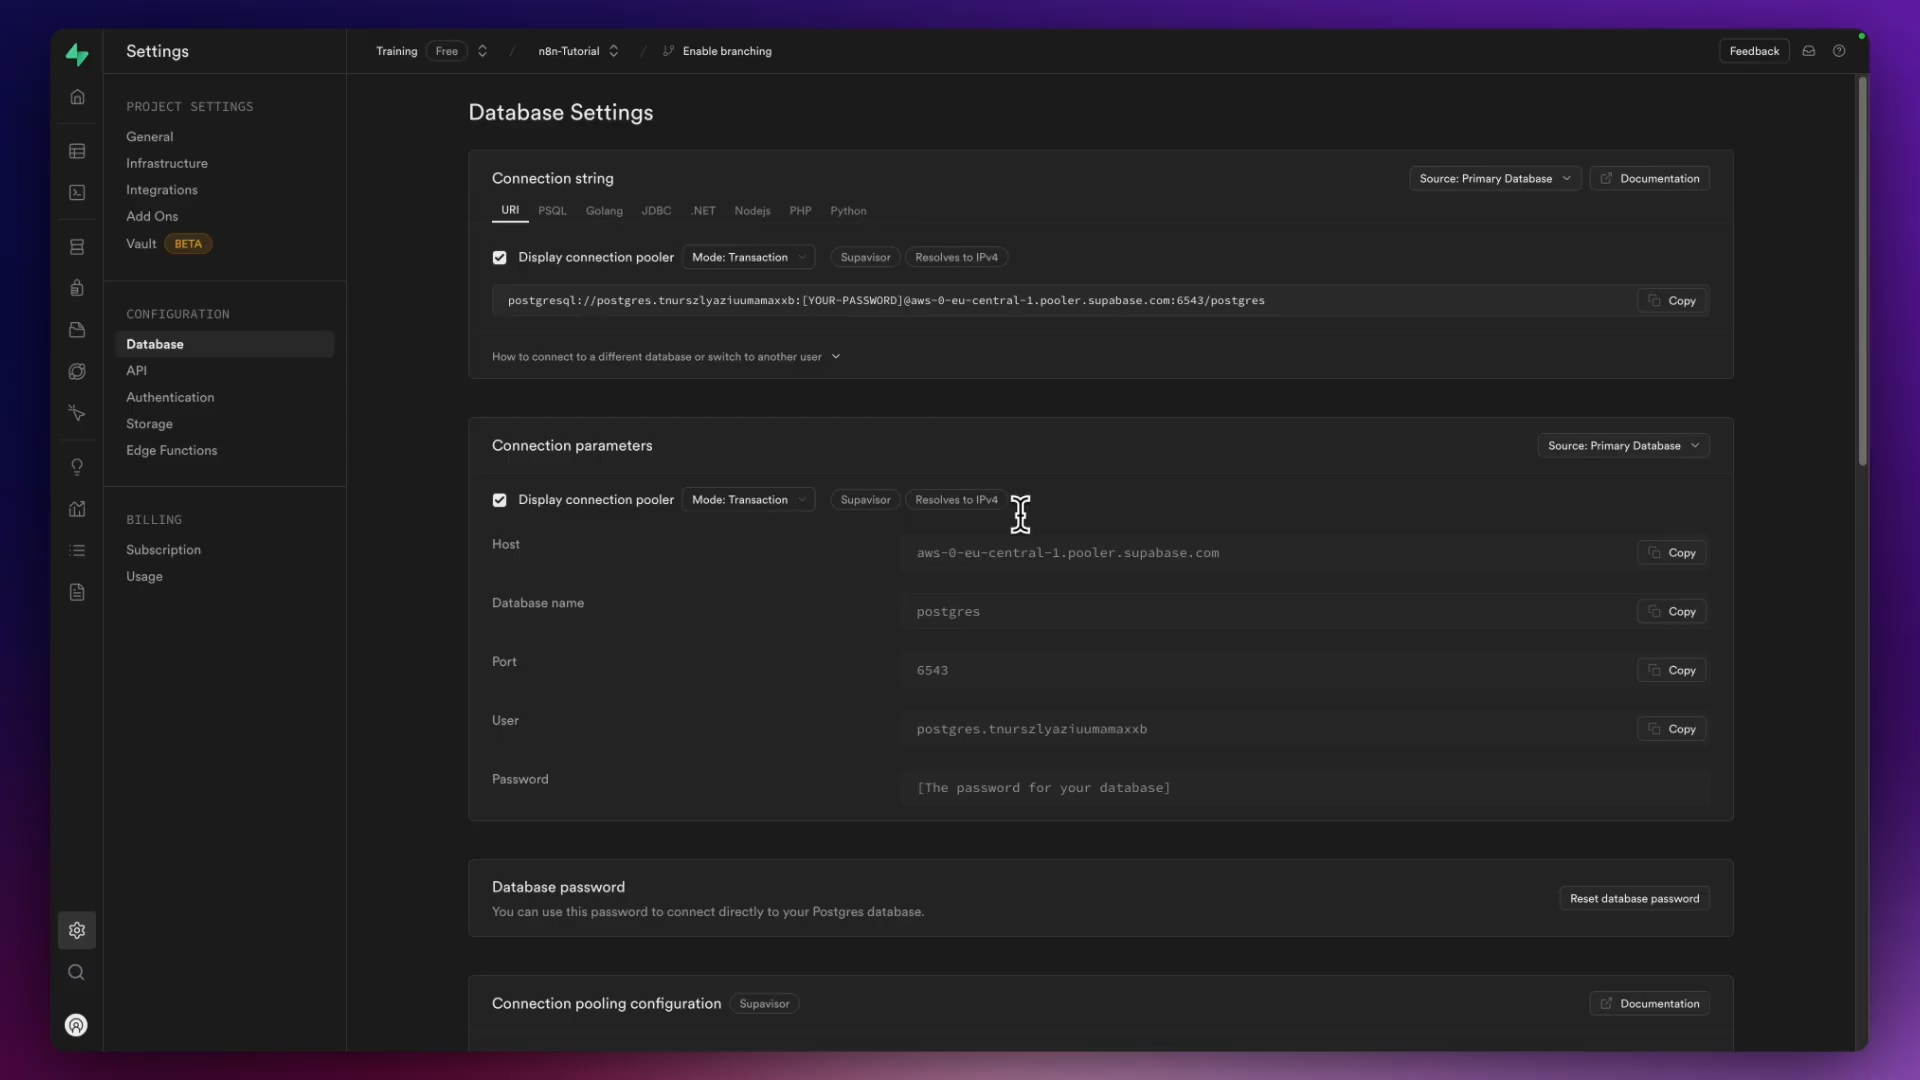 Settings
Training Free / n8n-Tutorial / Enable branching
Feedback
PROJECT SETTINGS
General
Infrastructure
Integrations
Add Ons
Vault BETA
CONFIGURATION
Database
API
Authentication
Storage
Edge Functions
BILLING
Subscription
Usage
Database Settings
Connection string
Source: Primary Database
Documentation
URI PSQL Golang JDBC .NET Nodejs PHP Python
Display connection pooler Mode: Transaction Supavisor Resolves to IPv4
postgresql://postgres.tnurszlyaziuumamaxxb:[YOUR-PASSWORD]@aws-0-eu-central-1.pooler.supabase.com:6543/postgres Copy
How to connect to a different database or switch to another user
Connection parameters Source: Primary Database
Display connection pooler Mode: Transaction Supavisor Resolves to IPv4
Host aws-0-eu-central-1.pooler.supabase.com Copy
Database name postgres Copy
Port 6543 Copy
User postgres.tnurszlyaziuumamaxxb Copy
Password [The password for your database]
Database password
You can use this password to connect directly to your Postgres database.
Reset database password
Connection pooling configuration Supavisor
Documentation